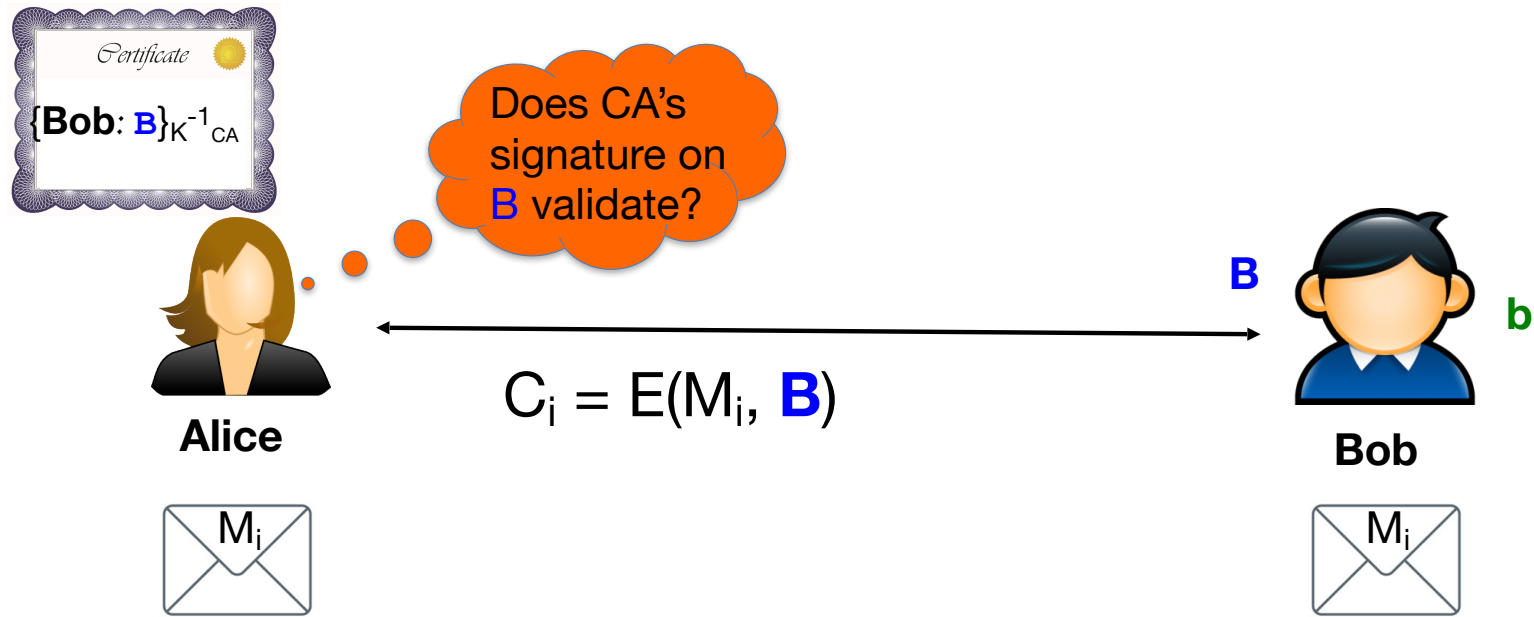 Certificate
{Bob: B}K⁻¹CA
Does CA’s
signature on
B validate?
B
b
Cᵢ = E(Mᵢ, B)
Alice
Bob
Mᵢ
Mᵢ